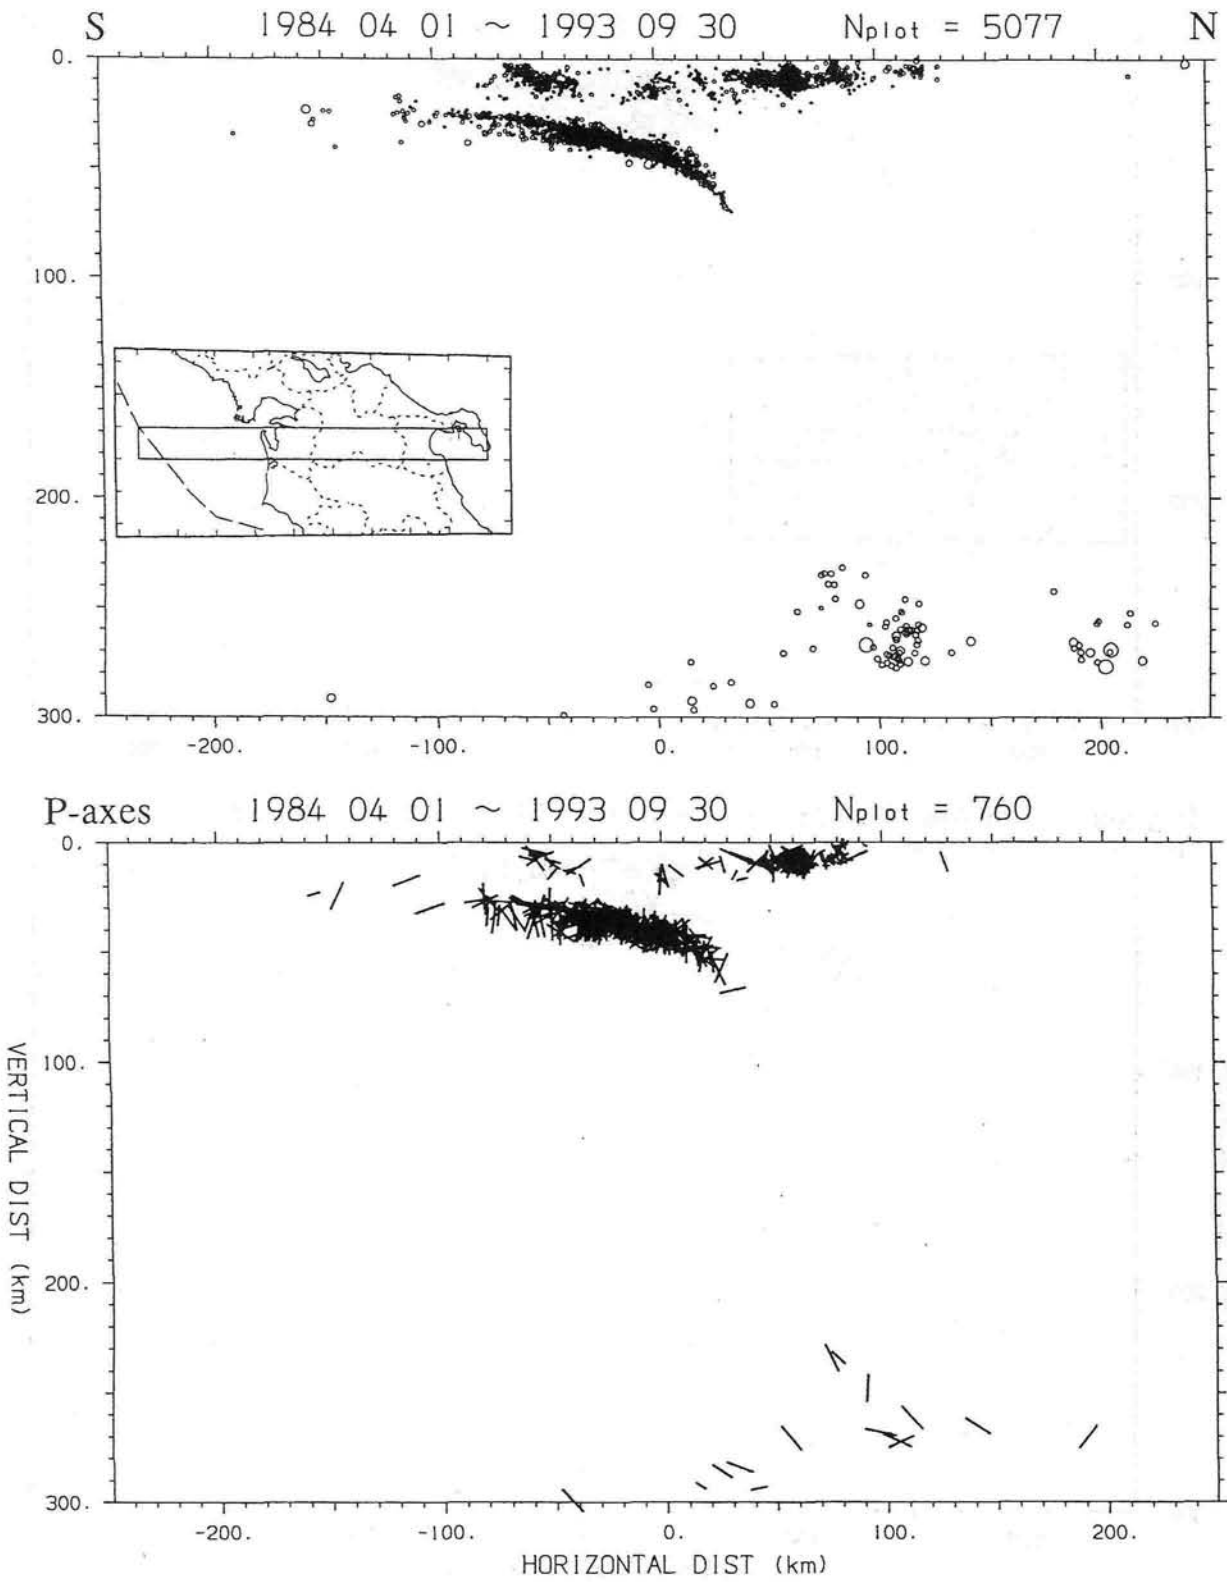 S 1984 04 01 ~ 1993 09 30 Nplot = 5077 N
0.
100.
200.
300.
-200. -100. 0. 100. 200.
P-axes 1984 04 01 ~ 1993 09 30 Nplot = 760
0.
100.
200.
300.
VERTICAL DIST (km)
-200. -100. 0. 100. 200.
HORIZONTAL DIST (km)